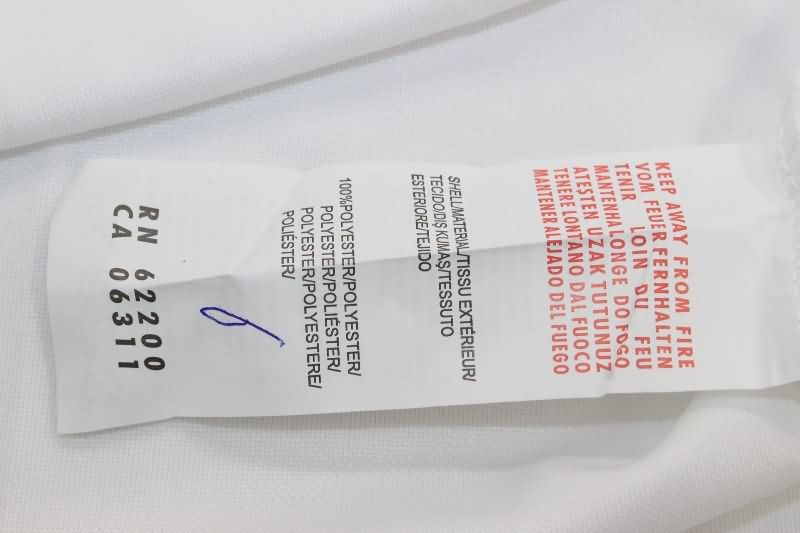 KEEP AWAY FROM FIRE
VOM FEUER FERNHALTEN
TENIR LOIN DU FEU
MANTENHA LONGE DO FOGO
ATEŞTEN UZAK TUTUNUZ
TENERE LONTANO DAL FUOCO
MANTENER ALEJADO DEL FUEGO
SHELL/MATERIAL/TISSU EXTÉRIEUR/
TECIDO/DIŞ KUMAŞ/TESSUTO
ESTERIORE/TEJIDO
100%POLYESTER/POLYESTER/
POLYESTER/POLIÉSTER/
POLYESTER/POLYESTERE/
POLIÉSTER/
RN 62200
CA 06311